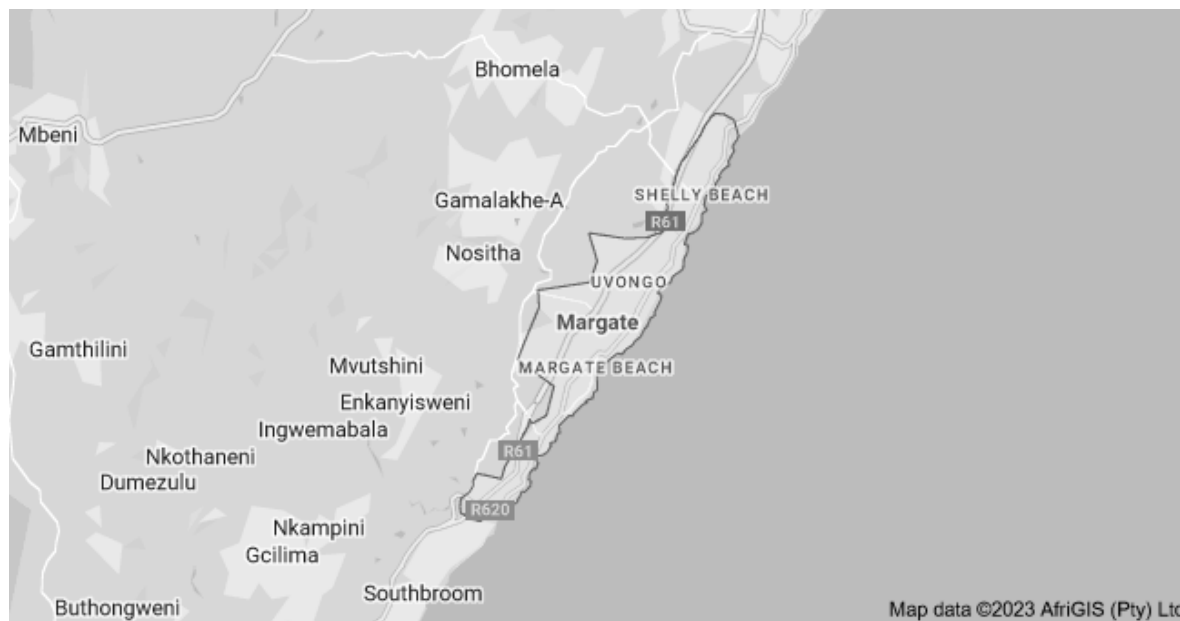 Bhomela
Mbeni
SHELLY BEACH
Gamalakhe-A
R61
Nositha
UVONGO
Margate
Gamthilini
Mvutshini
MARGATE BEACH
Enkanyisweni
Ingwemabala
R61
Nkothaneni
Dumezulu
R620
Nkampini
Gcilima
Southbroom
Buthongweni
Map data ©2023 AfriGIS (Pty) Ltd